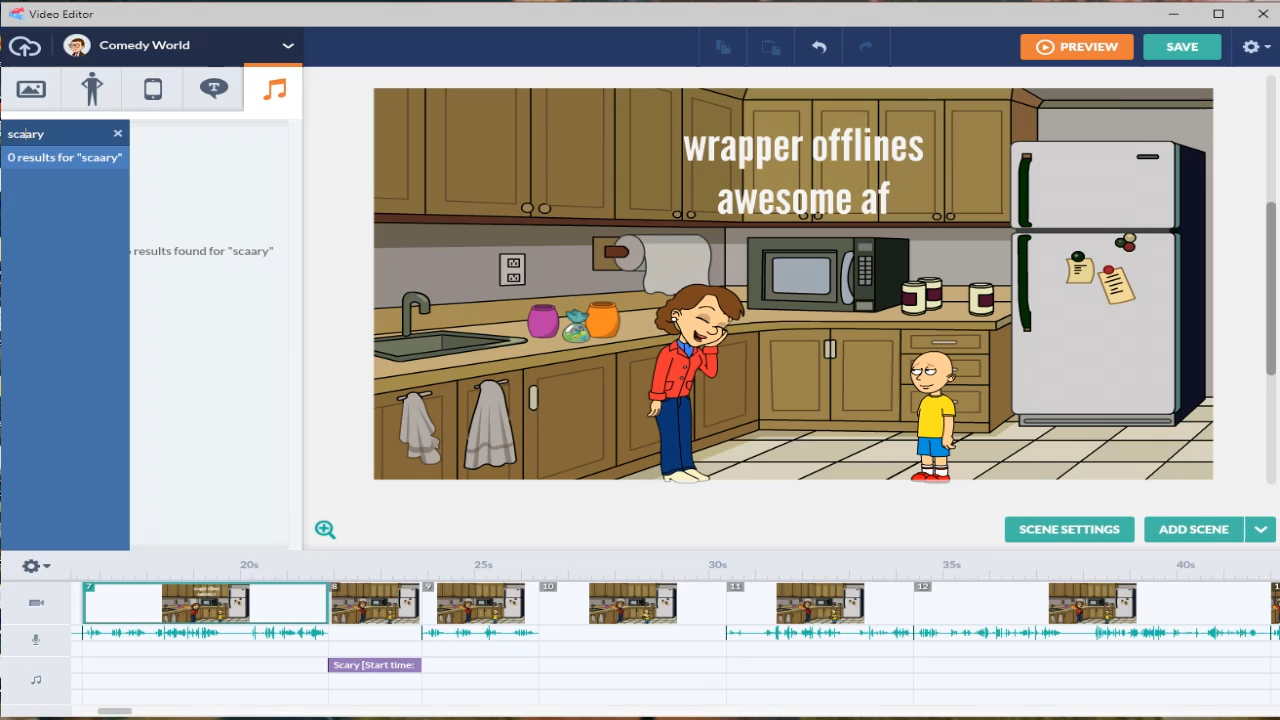 Video Editor
Comedy World
PREVIEW
SAVE
T
scaary
0 results for "scaary"
results found for "scaary"
wrapper offlines
awesome af
SCENE SETTINGS
ADD SCENE
20s
25s
30s
35s
40s
7
8
9
10
11
12
Scary [Start time: